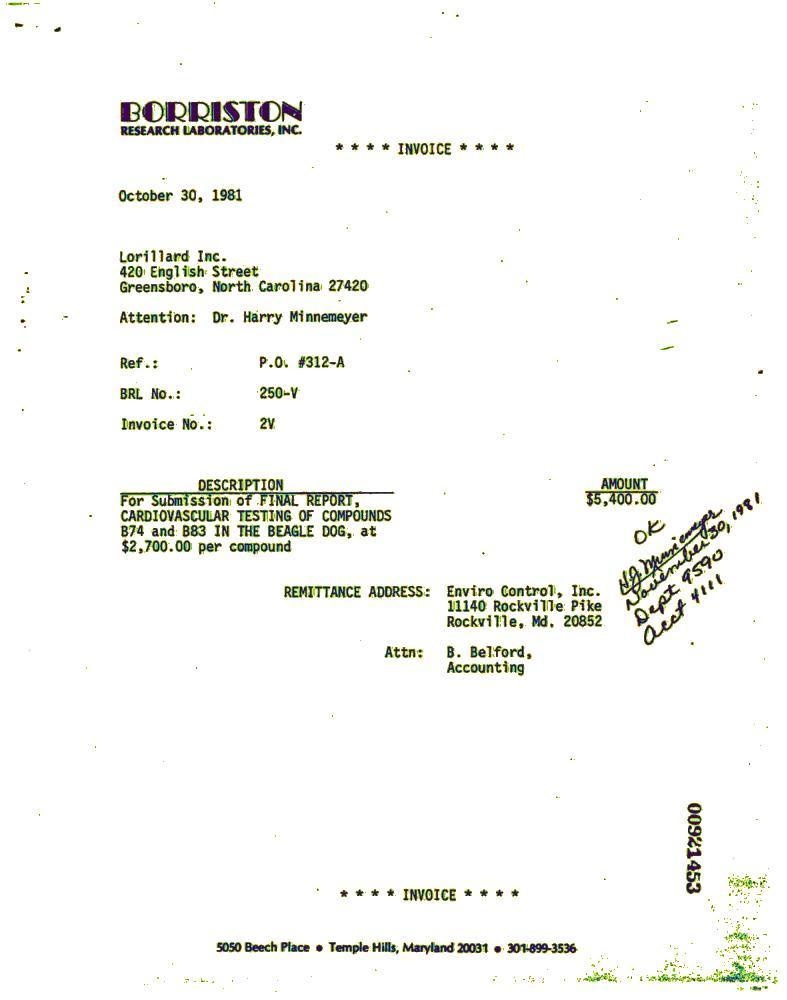 BORRISTON
RESEARCH LABORATORIES, INC.
* * * * INVOICE * * * *
October 30, 1981
Lorillard Inc.
420 English Street
Greensboro, North Carolina 27420
Attention: Dr. Harry Minnemeyer
Ref.: P.O. #312-A
BRL No.: 250-V
Invoice No.: 2V
DESCRIPTION AMOUNT
For Submission of FINAL REPORT, $5,400.00
CARDIOVASCULAR TESTING OF COMPOUNDS
B74 and B83 IN THE BEAGLE DOG, at
$2,700.00 per compound
OK
H.J. Minnemeyer
November 30, 1981
Dept 9590
Acct 4111
REMITTANCE ADDRESS: Enviro Control, Inc.
11140 Rockville Pike
Rockville, Md. 20852
Attn: B. Belford,
Accounting
00921453
* * * * INVOICE * * * *
5050 Beech Place • Temple Hills, Maryland 20031 • 301-899-3536